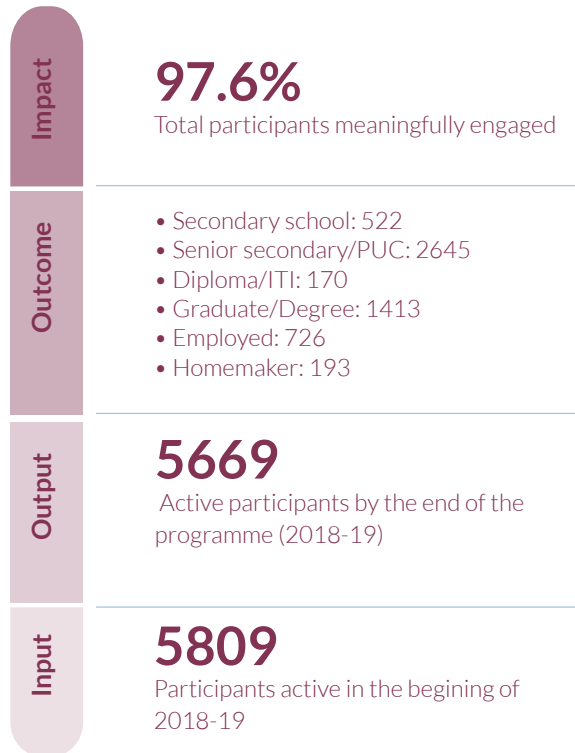 Impact
97.6%
Total participants meaningfully engaged
Outcome
• Secondary school: 522
• Senior secondary/PUC: 2645
• Diploma/ITI: 170
• Graduate/Degree: 1413
• Employed: 726
• Homemaker: 193
Output
5669
Active participants by the end of the
programme (2018-19)
Input
5809
Participants active in the begining of
2018-19